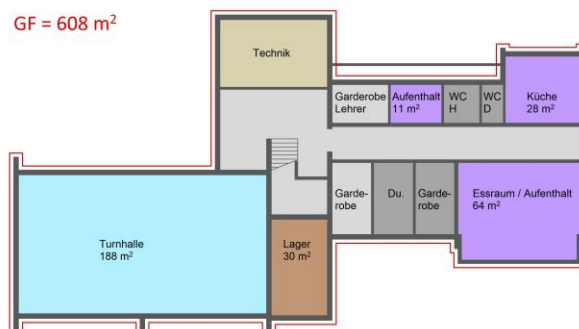 GF = 608 m²
Technik
Garderobe
Lehrer
Aufenthalt
11 m²
WC
H
WC
D
Küche
28 m²
Garde-
robe
Du.
Garde-
robe
Essraum / Aufenthalt
64 m²
Turnhalle
188 m²
Lager
30 m²